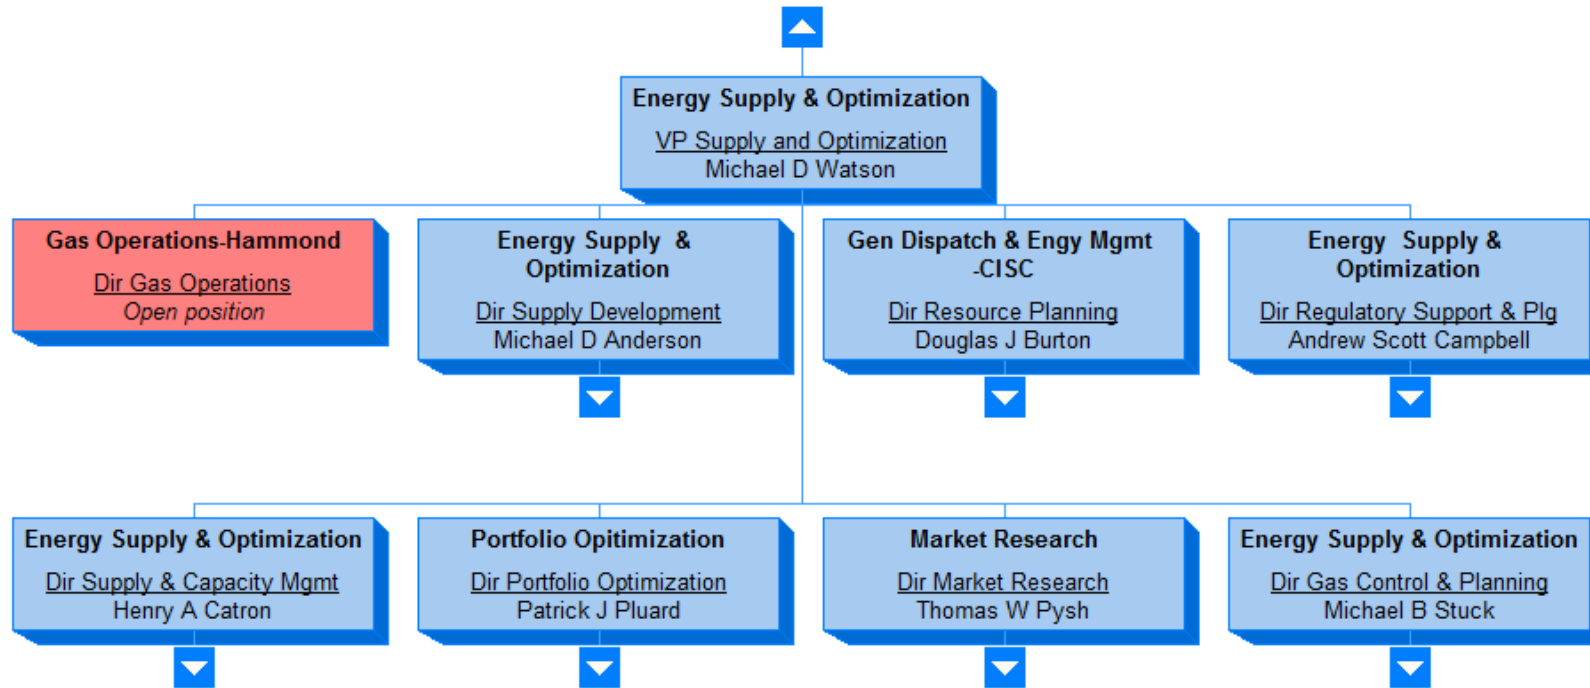 Energy Supply & Optimization
VP Supply and Optimization
Michael D Watson
Gas Operations-Hammond
Dir Gas Operations
Open position
Energy Supply &
Optimization
Dir Supply Development
Michael D Anderson
Gen Dispatch & Engy Mgmt
-CISC
Dir Resource Planning
Douglas J Burton
Energy Supply &
Optimization
Dir Regulatory Support & Plg
Andrew Scott Campbell
Energy Supply & Optimization
Dir Supply & Capacity Mgmt
Henry A Catron
Portfolio Opitimization
Dir Portfolio Optimization
Patrick J Pluard
Market Research
Dir Market Research
Thomas W Pysh
Energy Supply & Optimization
Dir Gas Control & Planning
Michael B Stuck